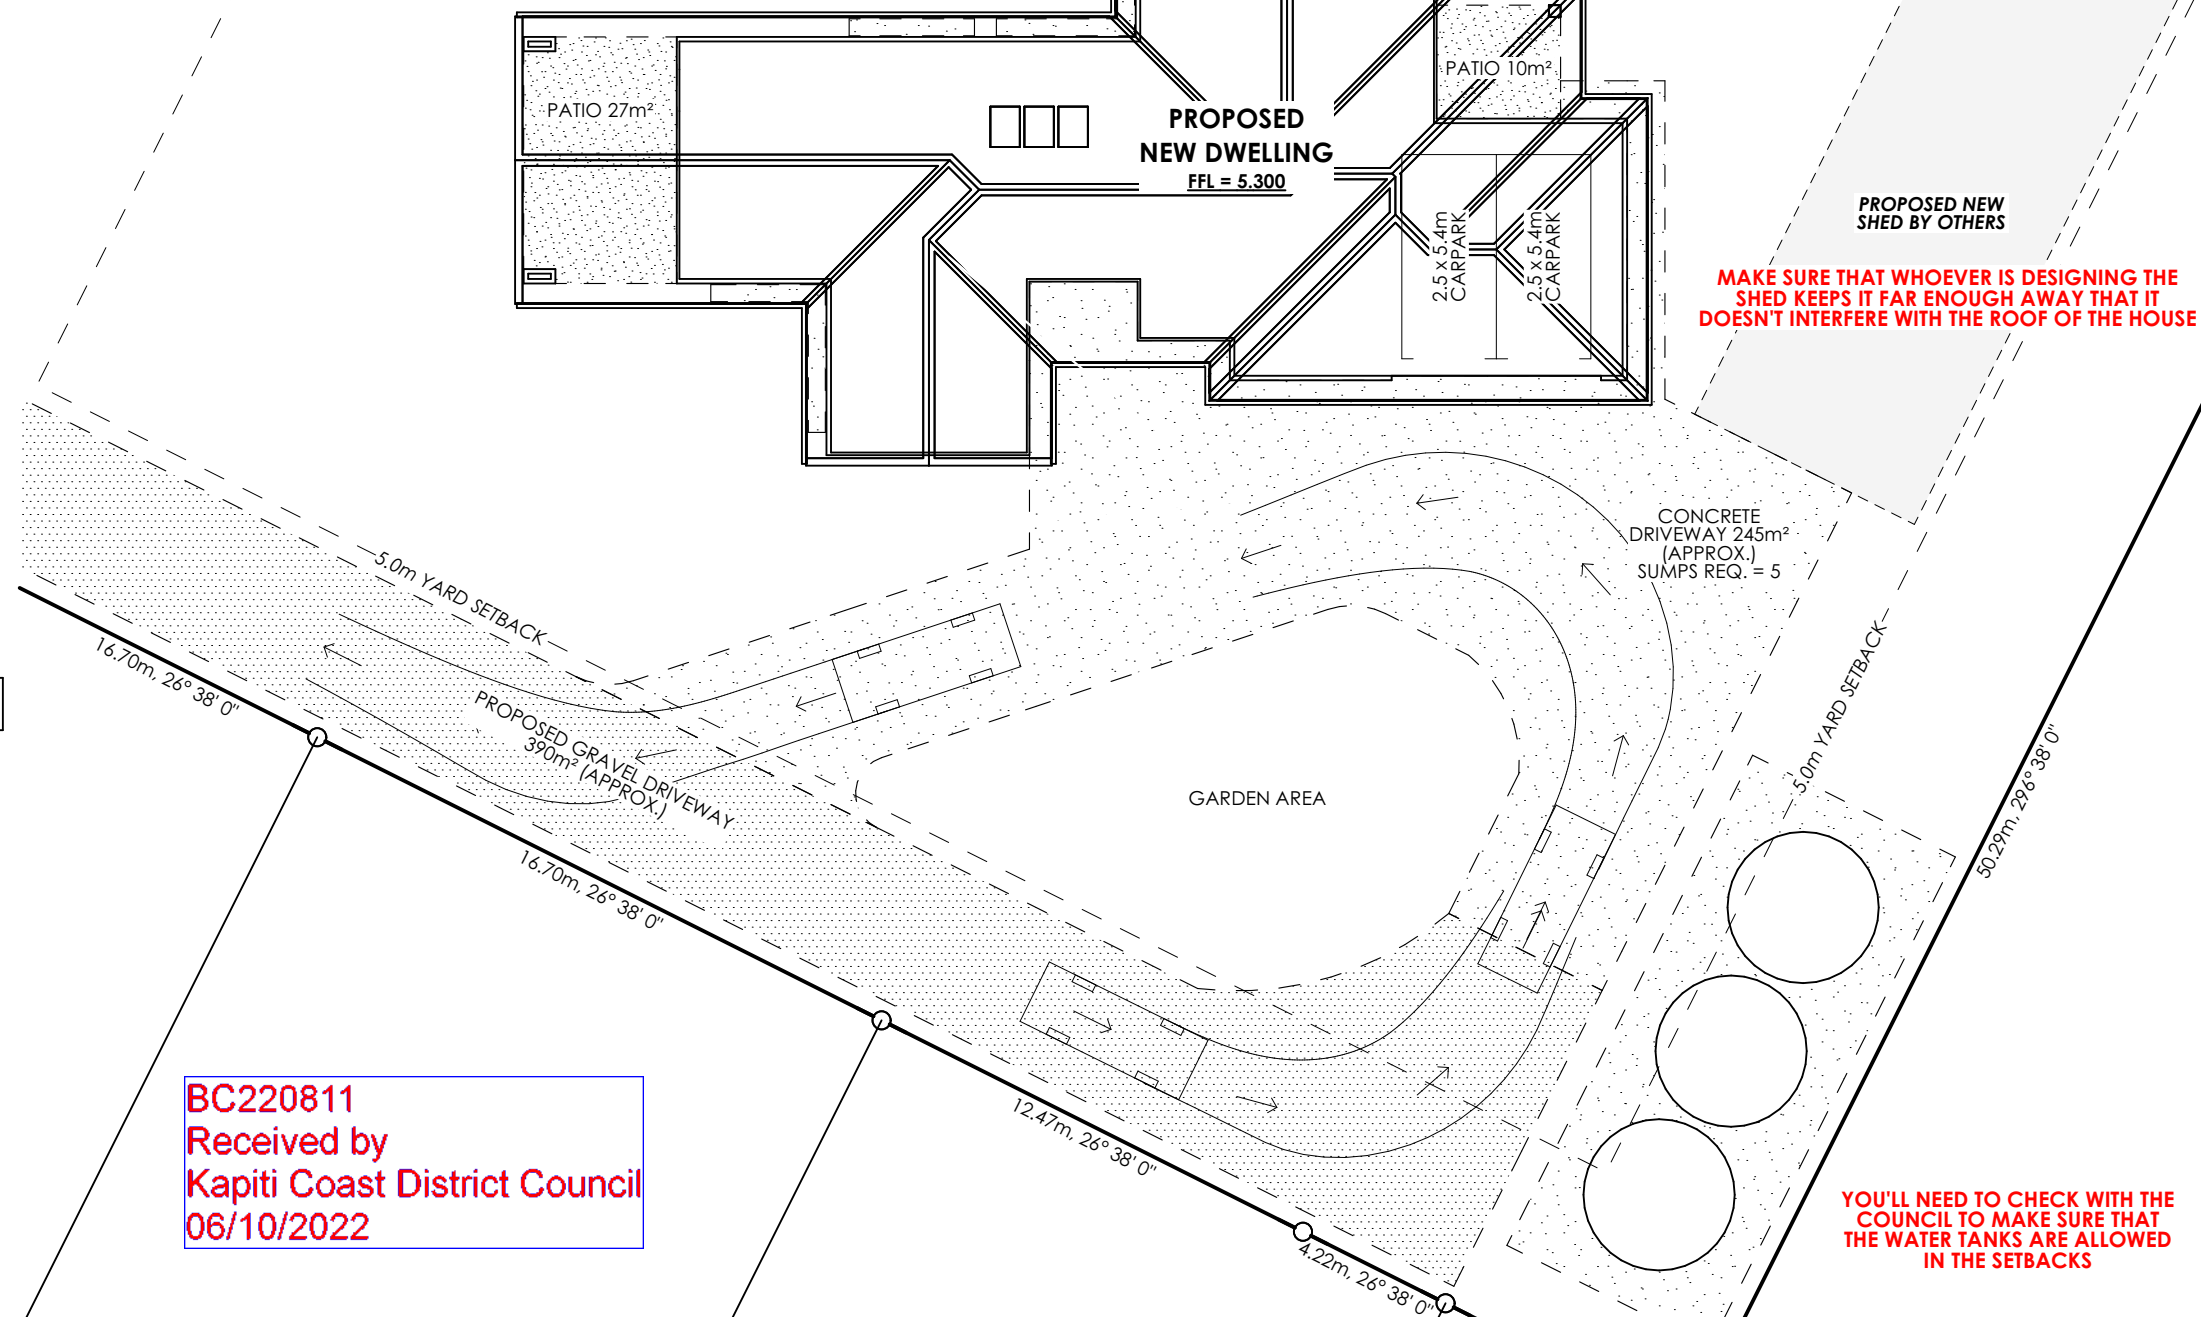 PATIO 27m²
PATIO 10m²
PROPOSED
NEW DWELLING
FFL = 5.300
2.5 x 5.4m
CARPARK
2.5 x 5.4m
CARPARK
PROPOSED NEW
SHED BY OTHERS
MAKE SURE THAT WHOEVER IS DESIGNING THE
SHED KEEPS IT FAR ENOUGH AWAY THAT IT
DOESN'T INTERFERE WITH THE ROOF OF THE HOUSE
CONCRETE
DRIVEWAY 245m²
(APPROX.)
SUMPS REQ. = 5
5.0m YARD SETBACK
16.70m, 26° 38' 0"
PROPOSED GRAVEL DRIVEWAY
390m² (APPROX.)
5.0m YARD SETBACK
50.29m, 296° 38' 0"
GARDEN AREA
16.70m, 26° 38' 0"
12.47m, 26° 38' 0"
4.22m, 26° 38' 0"
BC220811
Received by
Kapiti Coast District Council
06/10/2022
YOU'LL NEED TO CHECK WITH THE
COUNCIL TO MAKE SURE THAT
THE WATER TANKS ARE ALLOWED
IN THE SETBACKS